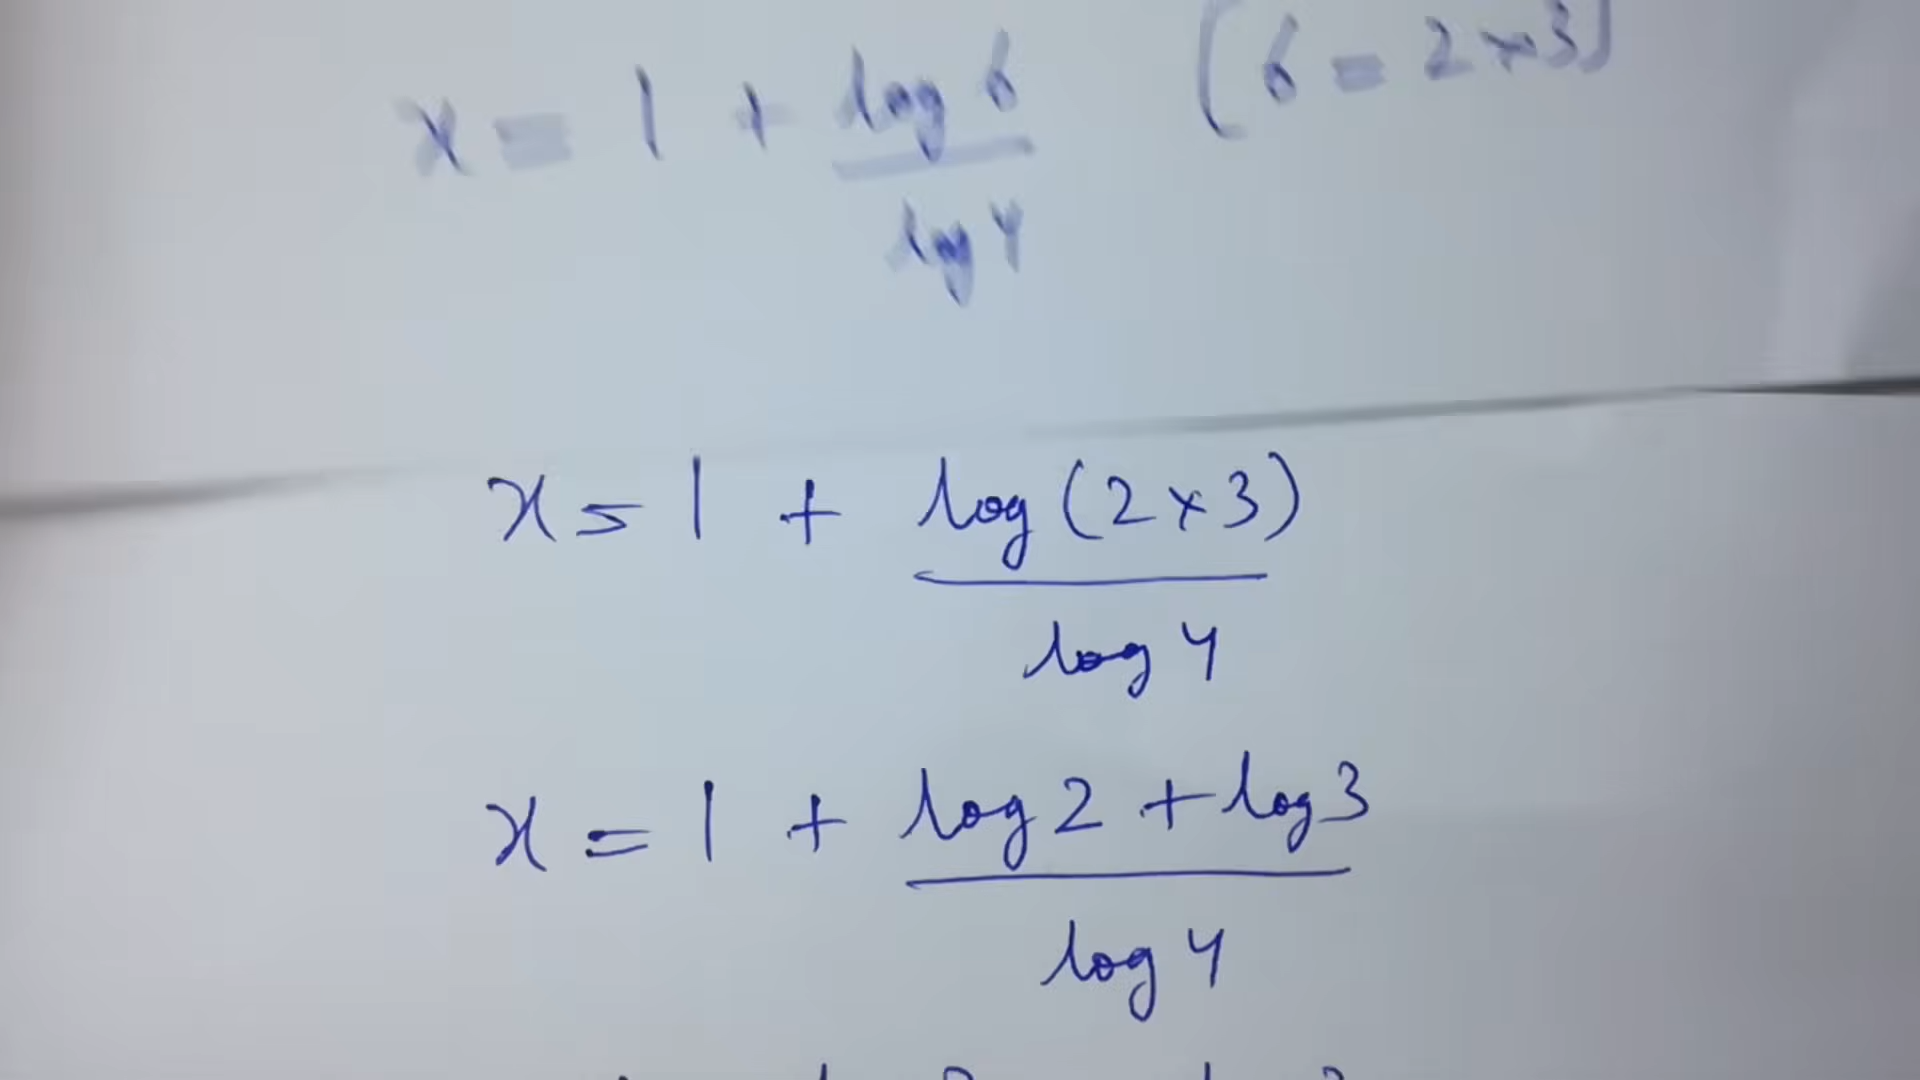 x = 1 + log 6 / log 4 (6 = 2×3)
x = 1 + log (2×3) / log 4
x = 1 + log 2 + log 3 / log 4